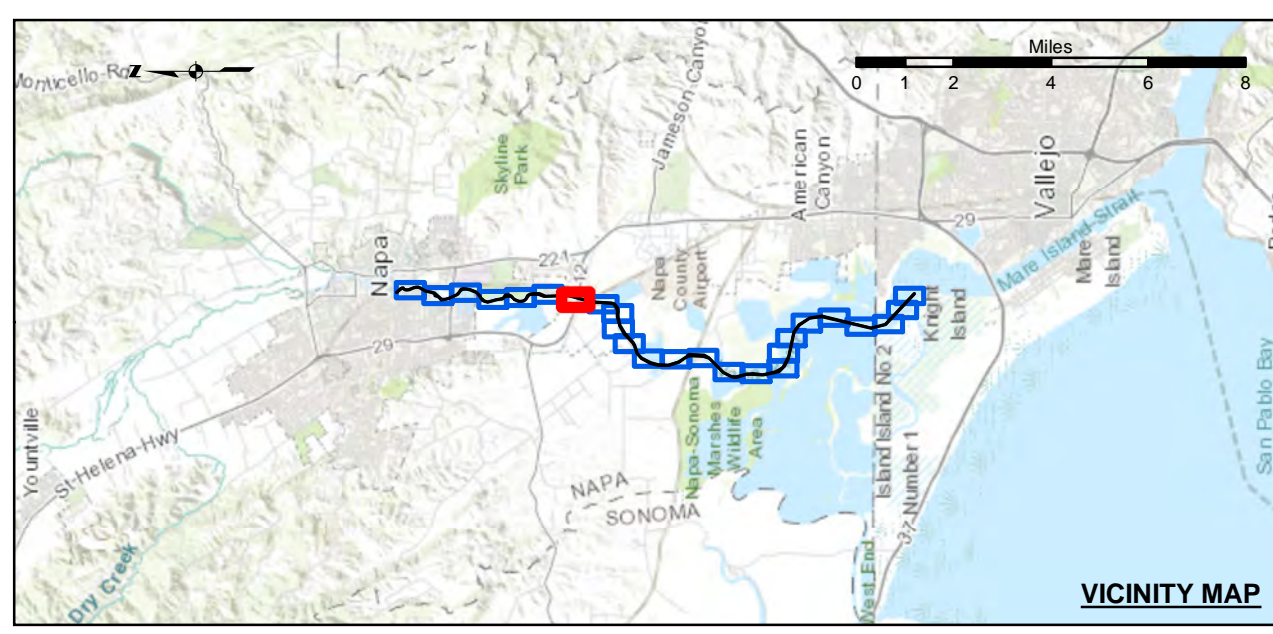 Miles
0 1 2 4 6 8
Z
Monticello-Rd
Jameson Canyon
Skyline
Park
American
Canyon
Vallejo
29
Mare Island-Strait
Mare
Island
Napa
221
12
Napa
County
Airport
Knight
Island
29
Yountville
St-Helena-Hwy
Napa-Sonoma
Marshes
Wildlife
Area
Island Island No 2
Number 1
37
San Pablo Bay
NAPA
SONOMA
West End
Dry Creek
VICINITY MAP